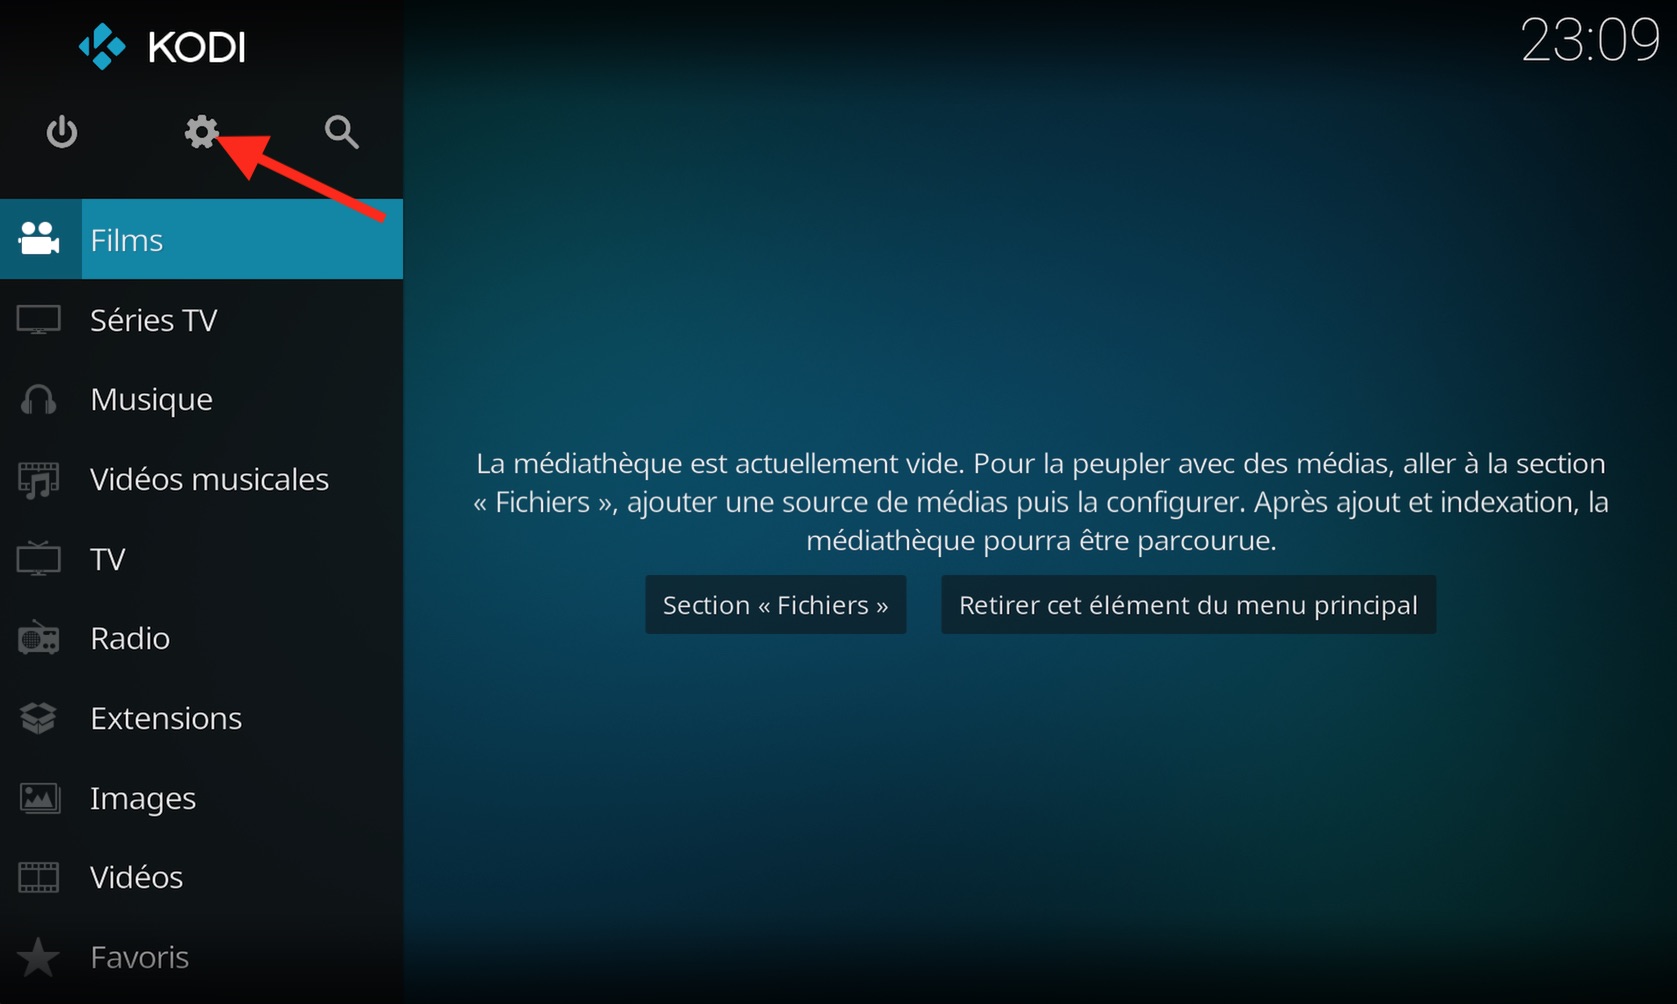 KODI
23:09
Films
Séries TV
Musique
Vidéos musicales
TV
Radio
Extensions
Images
Vidéos
Favoris
La médiathèque est actuellement vide. Pour la peupler avec des médias, aller à la section
« Fichiers », ajouter une source de médias puis la configurer. Après ajout et indexation, la
médiathèque pourra être parcourue.
Section « Fichiers »
Retirer cet élément du menu principal